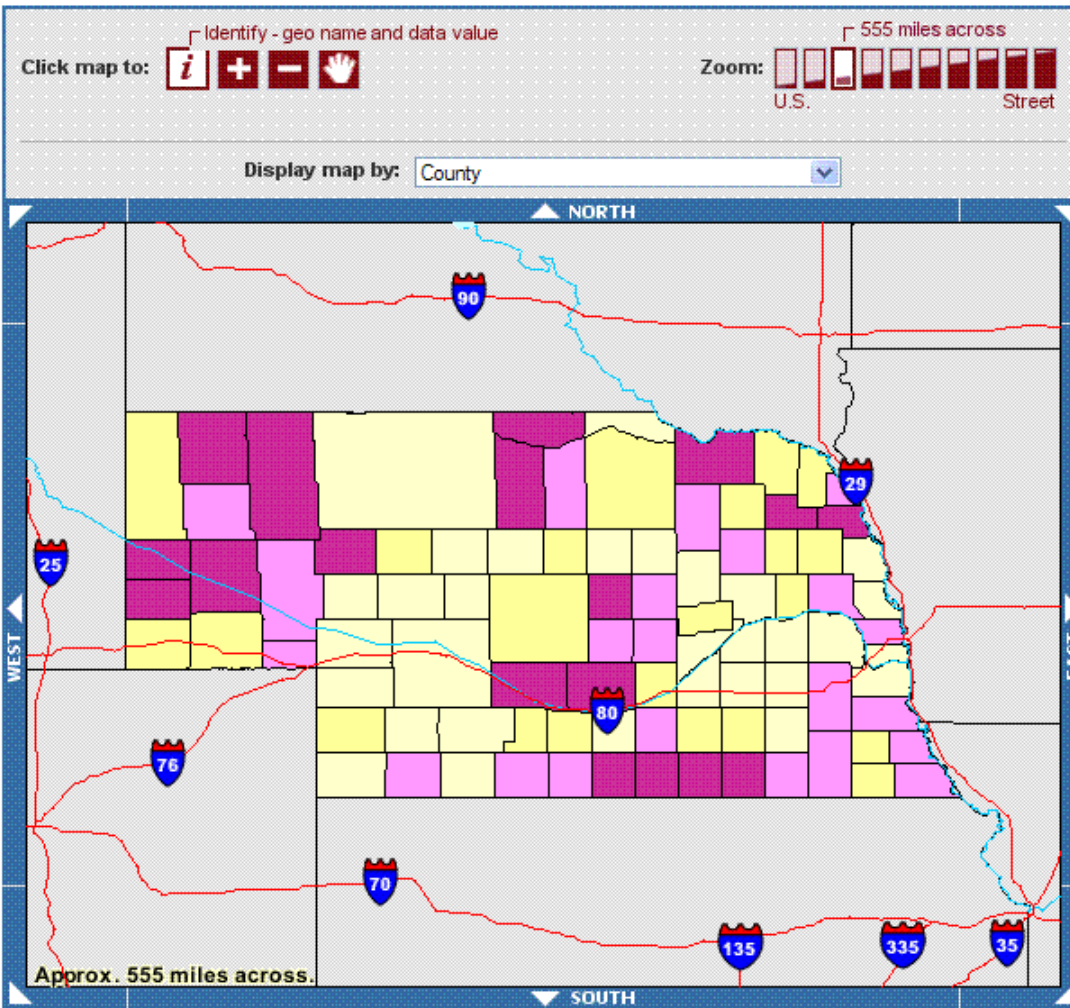 Identify - geo name and data value
555 miles across
Click map to:
i
Zoom:
U.S.
Street
Display map by:
County
NORTH
90
29
25
WEST
EAST
80
76
70
135
335
35
Approx. 555 miles across.
SOUTH